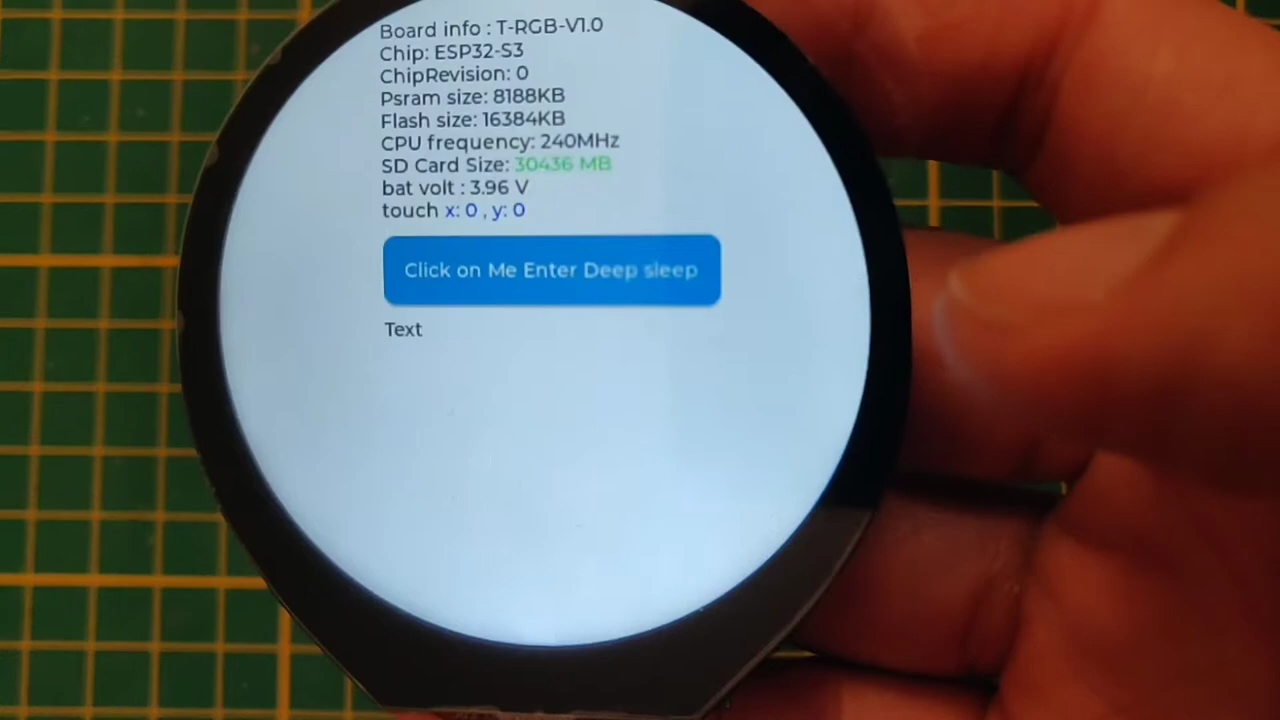 Board info : T-RGB-V1.0
Chip: ESP32-S3
ChipRevision: 0
Psram size: 8188KB
Flash size: 16384KB
CPU frequency: 240MHz
SD Card Size: 30436 MB
bat volt : 3.96 V
touch x: 0 , y: 0
Click on Me Enter Deep sleep
Text